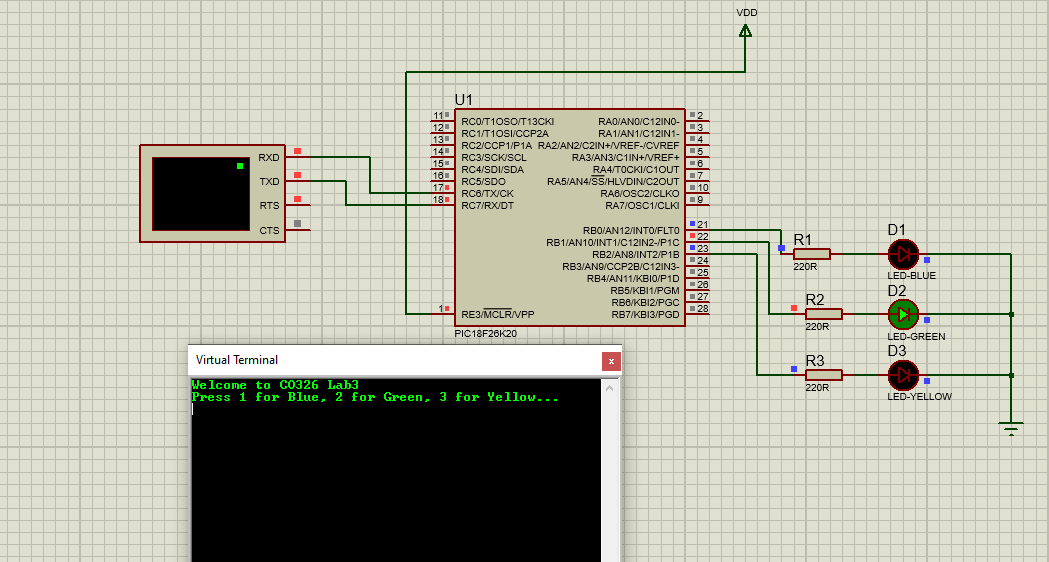 VDD
U1
11 RC0/T1OSO/T13CKI RA0/AN0/C12IN0- 2
12 RC1/T1OSI/CCP2A RA1/AN1/C12IN1- 3
13 RC2/CCP1/P1A RA2/AN2/C2IN+/VREF-/CVREF 4
14 RC3/SCK/SCL RA3/AN3/C1IN+/VREF+ 5
15 RC4/SDI/SDA RA4/T0CKI/C1OUT 6
16 RC5/SDO RA5/AN4/SS/HLVDIN/C2OUT 7
17 RC6/TX/CK RA6/OSC2/CLKO 10
18 RC7/RX/DT RA7/OSC1/CLKI 9
RB0/AN12/INT0/FLT0 21
RB1/AN10/INT1/C12IN2-/P1C 22
RB2/AN8/INT2/P1B 23
RB3/AN9/CCP2B/C12IN3- 24
RB4/AN11/KBI0/P1D 25
RB5/KBI1/PGM 26
RB6/KBI2/PGC 27
1 RE3/MCLR/VPP RB7/KBI3/PGD 28
PIC18F26K20
RXD
TXD
RTS
CTS
R1
220R
D1
LED-BLUE
R2
220R
D2
LED-GREEN
R3
220R
D3
LED-YELLOW
Virtual Terminal x
Welcome to CO326 Lab3
Press 1 for Blue, 2 for Green, 3 for Yellow...